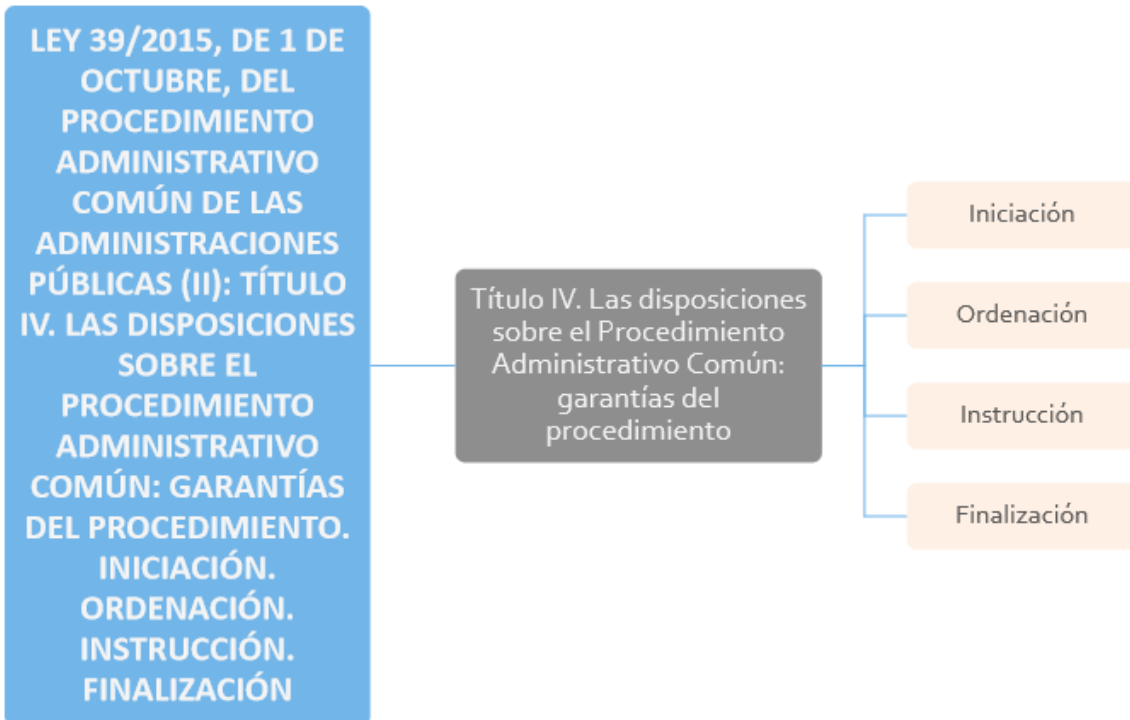 LEY 39/2015, DE 1 DE
OCTUBRE, DEL
PROCEDIMIENTO
ADMINISTRATIVO
COMÚN DE LAS
ADMINISTRACIONES
PÚBLICAS (II): TÍTULO
IV. LAS DISPOSICIONES
SOBRE EL
PROCEDIMIENTO
ADMINISTRATIVO
COMÚN: GARANTÍAS
DEL PROCEDIMIENTO.
INICIACIÓN.
ORDENACIÓN.
INSTRUCCIÓN.
FINALIZACIÓN
Título IV. Las disposiciones
sobre el Procedimiento
Administrativo Común:
garantías del
procedimiento
Iniciación
Ordenación
Instrucción
Finalización